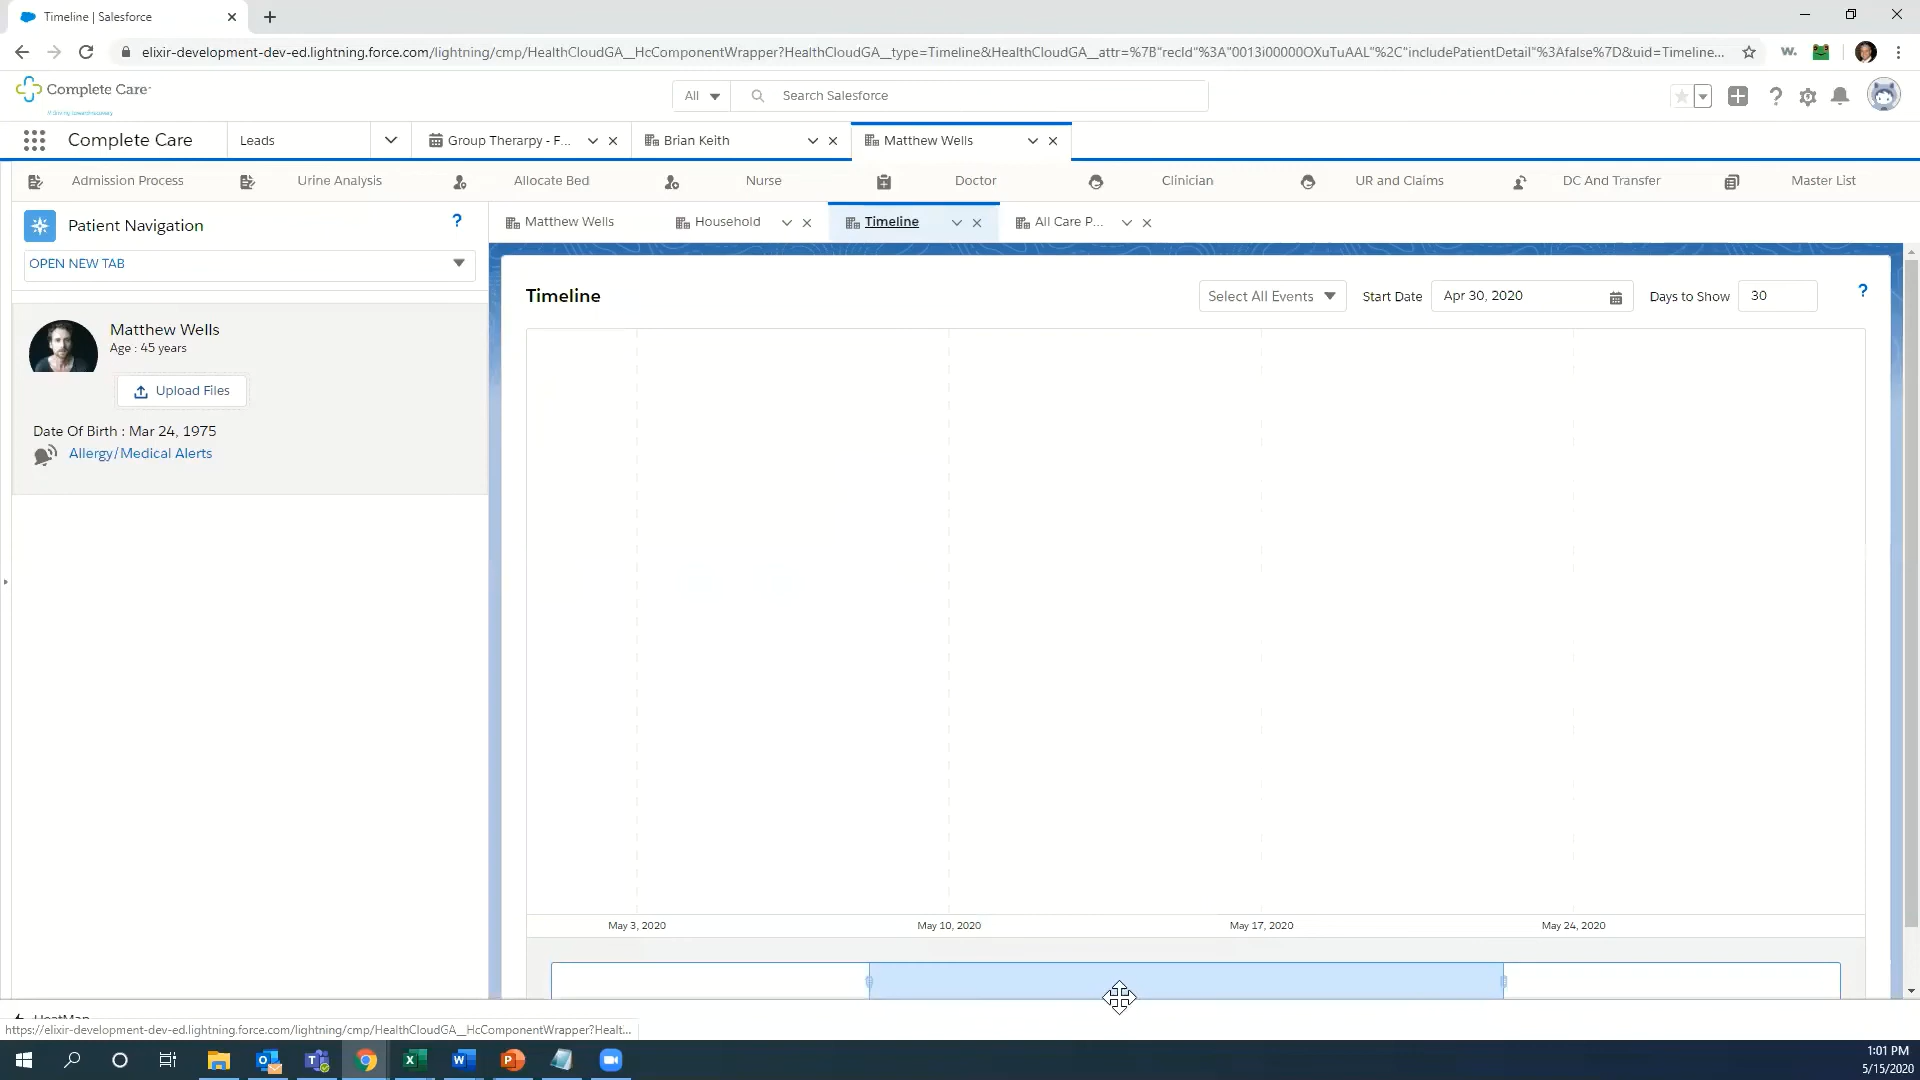 Timeline | Salesforce
elixir-development-dev-ed.lightning.force.com/lightning/cmp/HealthCloudGA__HcComponentWrapper?HealthCloudGA__type=Timeline&HealthCloudGA__attr=%7B"recId"%3A"0013i00000OXuTuAAL"%2C"includePatientDetail"%3Afalse%7D&uid=Timeline...
w.
Complete Care
All
Search Salesforce
Complete Care
Leads
Group Therarpy - F...
Brian Keith
Matthew Wells
Admission Process
Urine Analysis
Allocate Bed
Nurse
Doctor
Clinician
UR and Claims
DC And Transfer
Master List
Patient Navigation
?
Matthew Wells
Household
Timeline
All Care P...
OPEN NEW TAB
Timeline
Select All Events
Start Date
Apr 30, 2020
Days to Show
30
?
Matthew Wells
Age : 45 years
Upload Files
Date Of Birth : Mar 24, 1975
Allergy/Medical Alerts
May 3, 2020
May 10, 2020
May 17, 2020
May 24, 2020
HeatMap
https://elixir-development-dev-ed.lightning.force.com/lightning/cmp/HealthCloudGA__HcComponentWrapper?Healt...
1:01 PM
5/15/2020